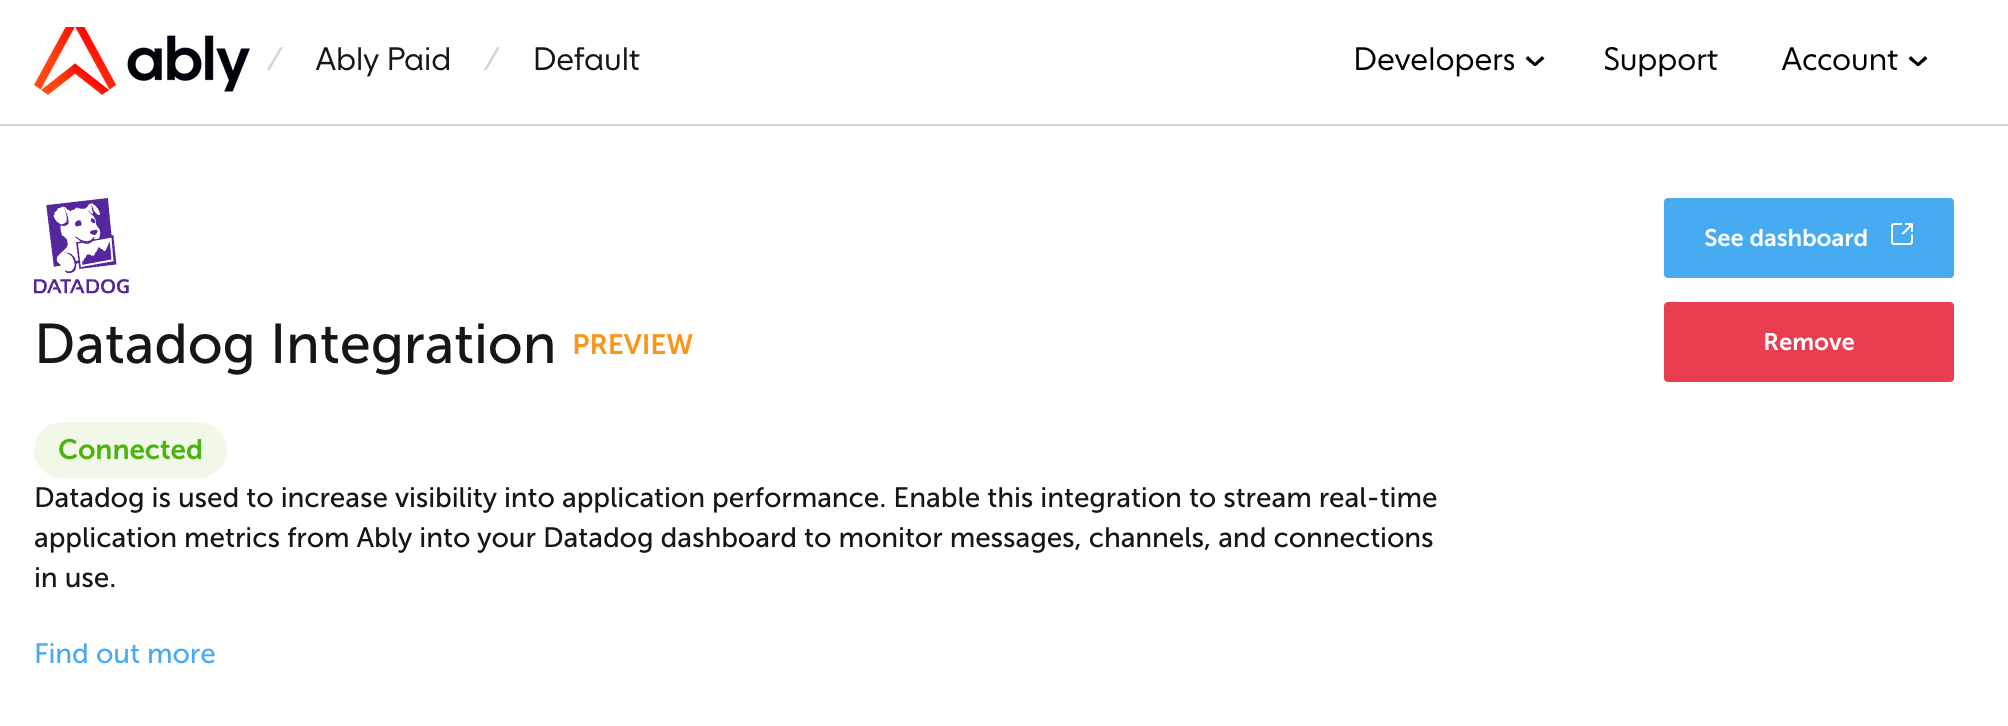 ably / Ably Paid / Default Developers Support Account
DATADOG
See dashboard
Datadog Integration PREVIEW
Remove
Connected
Datadog is used to increase visibility into application performance. Enable this integration to stream real-time
application metrics from Ably into your Datadog dashboard to monitor messages, channels, and connections
in use.
Find out more